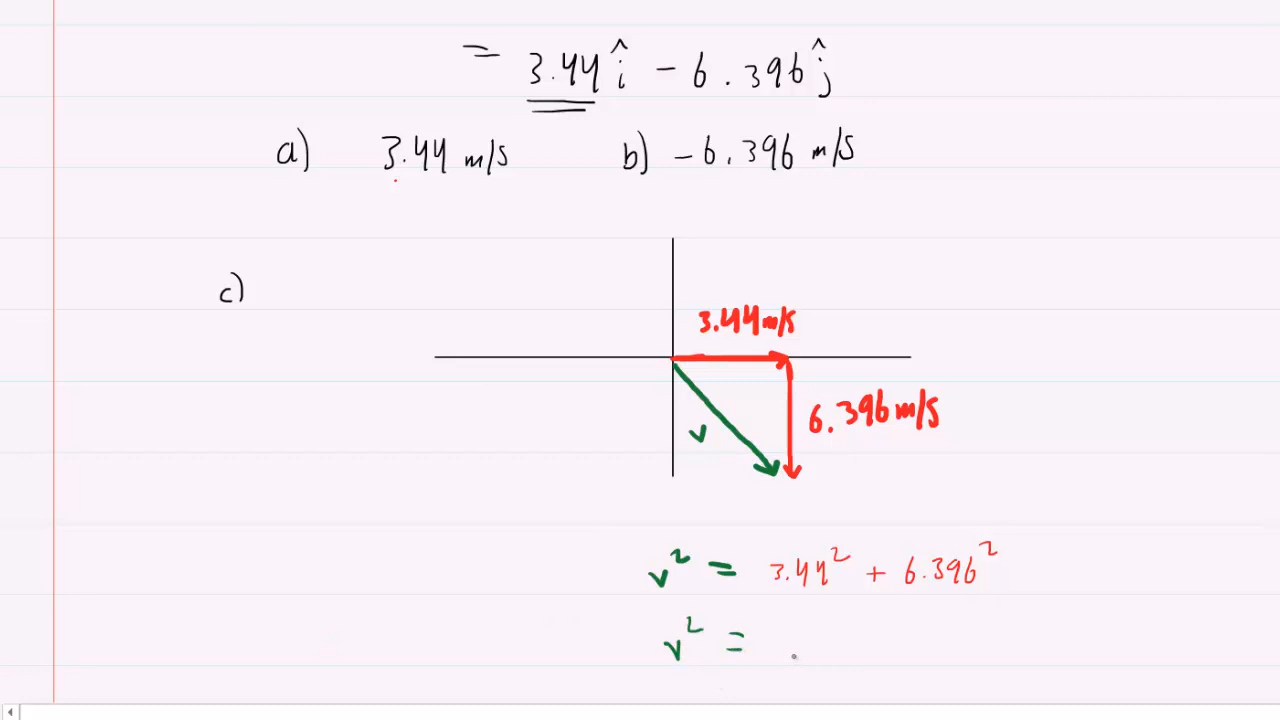 = 3.44 î − 6.396 ĵ
a) 3.44 m/s b) −6.396 m/s
c)
3.44 m/s
6.396 m/s
v
v² = 3.44² + 6.396²
v² =